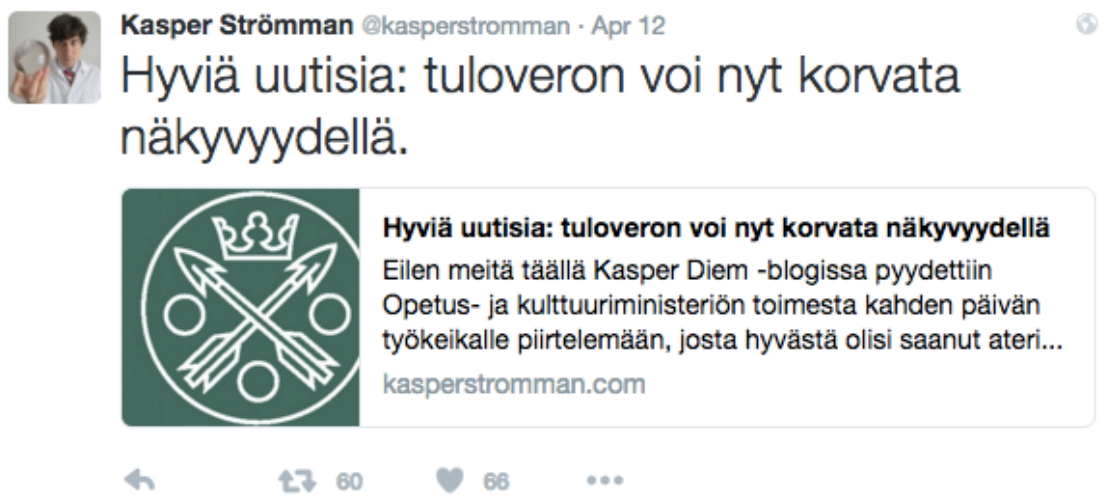 Kasper Strömman @kasperstromman · Apr 12
Hyviä uutisia: tuloveron voi nyt korvata
näkyvyydellä.
Hyviä uutisia: tuloveron voi nyt korvata näkyvyydellä
Eilen meitä täällä Kasper Diem -blogissa pyydettiin
Opetus- ja kulttuuriministeriön toimesta kahden päivän
työkeikalle piirtelemään, josta hyvästä olisi saanut ateri...
kasperstromman.com
60 66